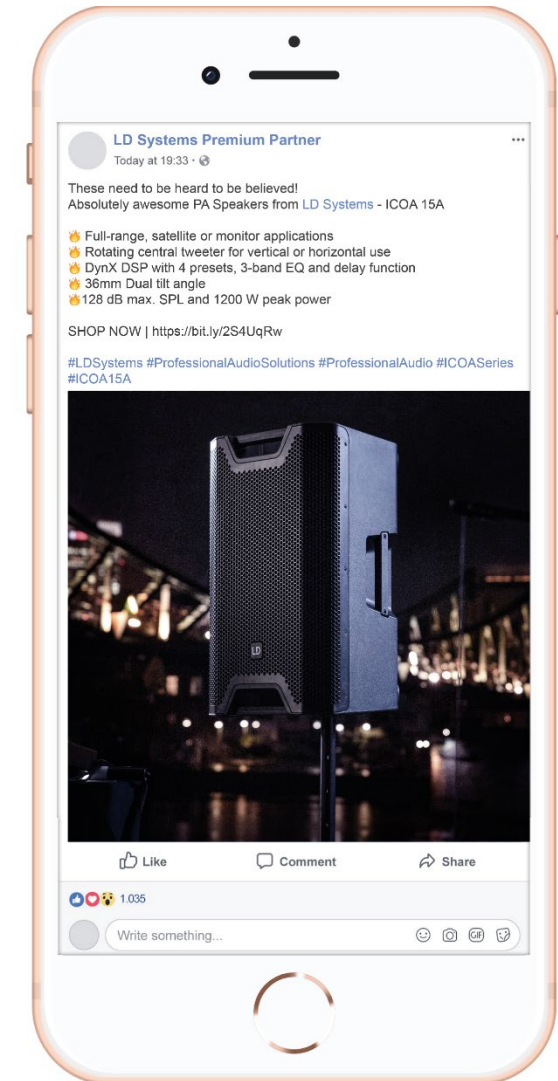 LD Systems Premium Partner
Today at 19:33 ·
These need to be heard to be believed!
Absolutely awesome PA Speakers from LD Systems - ICOA 15A
🔥 Full-range, satellite or monitor applications
🔥 Rotating central tweeter for vertical or horizontal use
🔥 DynX DSP with 4 presets, 3-band EQ and delay function
🔥 36mm Dual tilt angle
🔥128 dB max. SPL and 1200 W peak power
SHOP NOW | https://bit.ly/2S4UqRw
#LDSystems #ProfessionalAudioSolutions #ProfessionalAudio #ICOASeries
#ICOA15A
LD
Like Comment Share
1.035
Write something... GIF